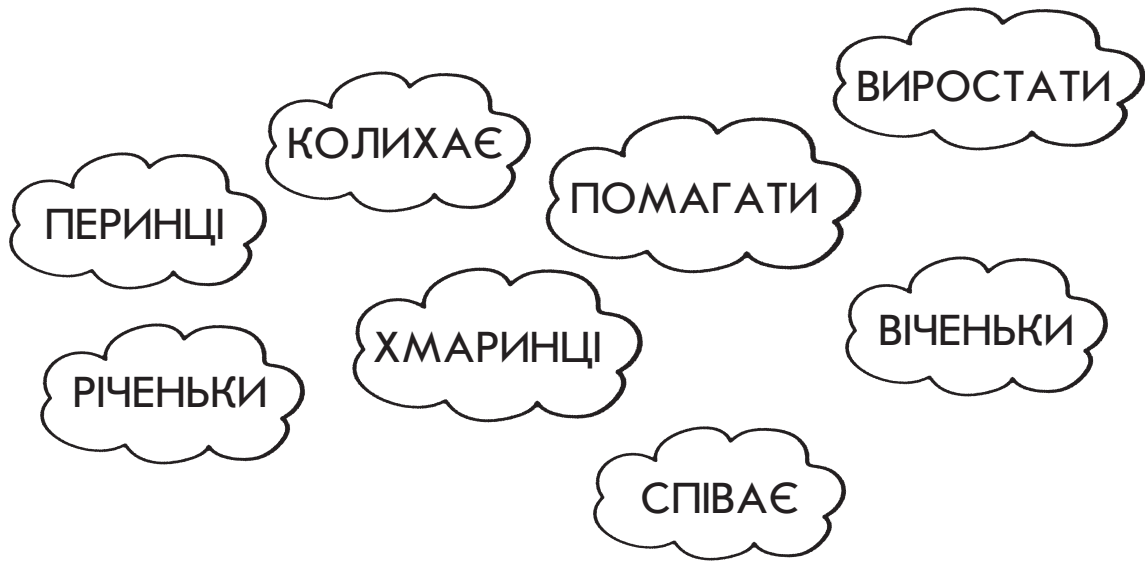 ВИРОСТАТИ
КОЛИХАЄ
ПОМАГАТИ
ПЕРИНЦІ
ВІЧЕНЬКИ
ХМАРИНЦІ
РІЧЕНЬКИ
СПІВАЄ